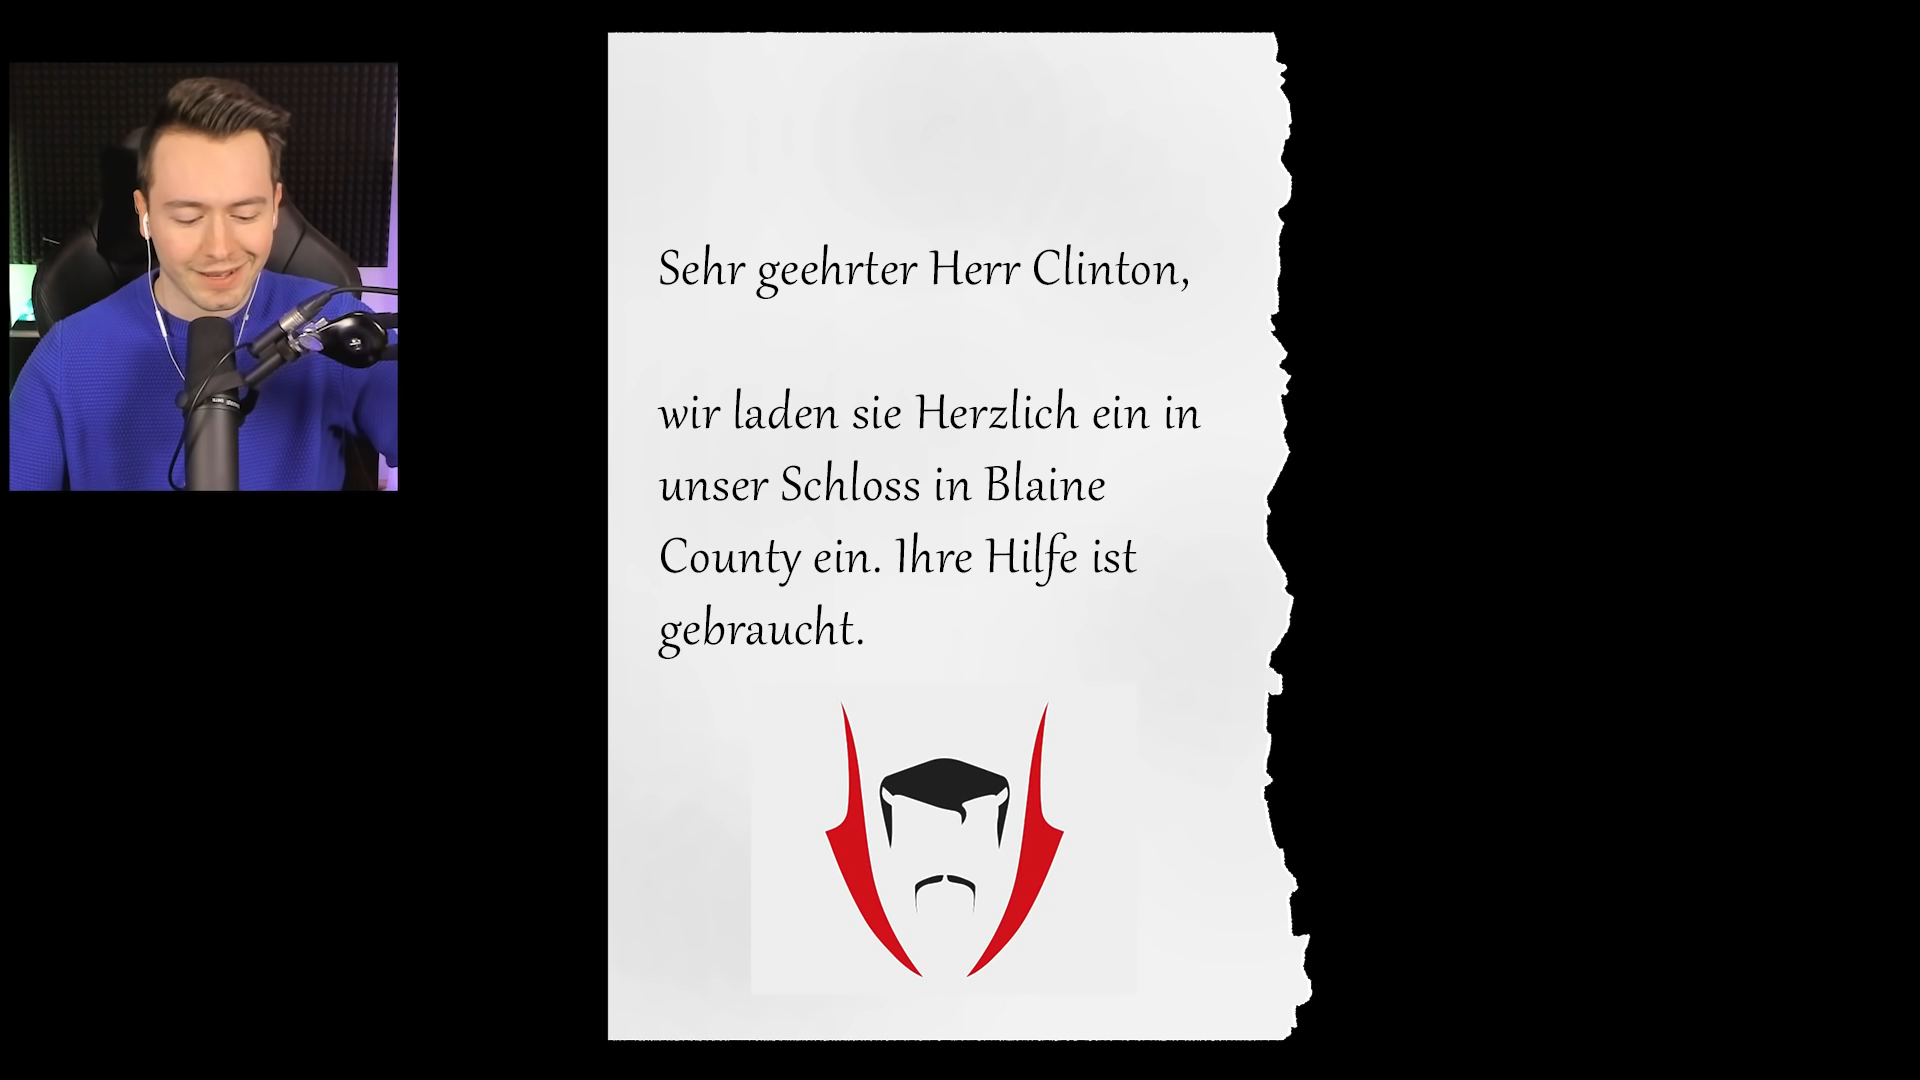 Sehr geehrter Herr Clinton,
wir laden sie Herzlich ein in
unser Schloss in Blaine
County ein. Ihre Hilfe ist
gebraucht.